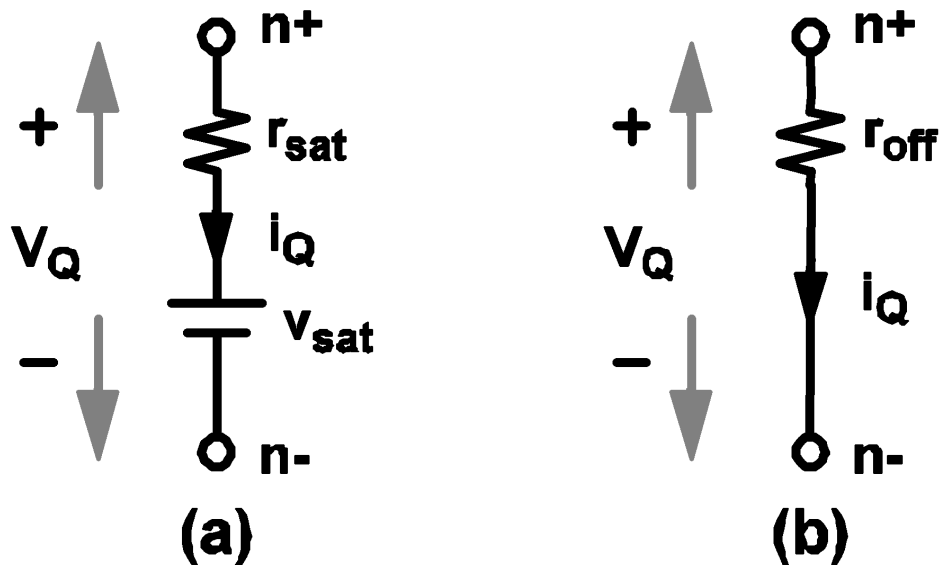 n+
+
r_sat
V_Q
i_Q
v_sat
−
n-
(a)
n+
+
r_off
V_Q
i_Q
−
n-
(b)